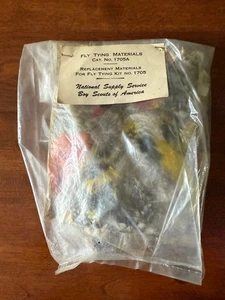 Fly Tying Materials
Cat. No. 1705A
Replacement Materials
For Fly Tying Kit No. 1705
National Supply Service
Boy Scouts of America